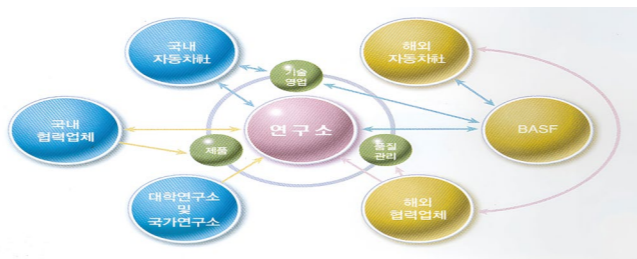 국내
자동차社
해외
자동차社
기술
영업
국내
협력업체
연구소
BASF
제품
품질
관리
대학연구소
및
국가연구소
해외
협력업체